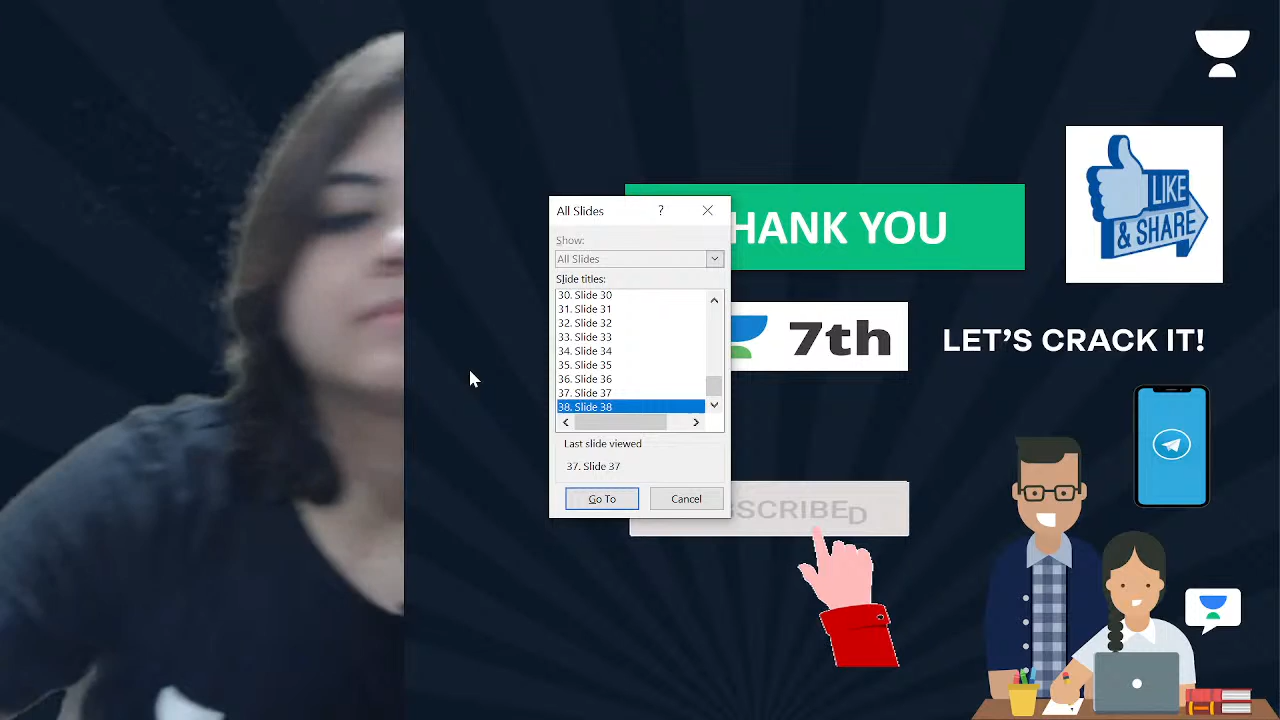 All Slides
?
Show:
All Slides
Slide titles:
30. Slide 30
31. Slide 31
32. Slide 32
33. Slide 33
34. Slide 34
35. Slide 35
36. Slide 36
37. Slide 37
38. Slide 38
Last slide viewed
37. Slide 37
Go To
Cancel
HANK YOU
LIKE
& SHARE
7th
LET'S CRACK IT!
SCRIBED